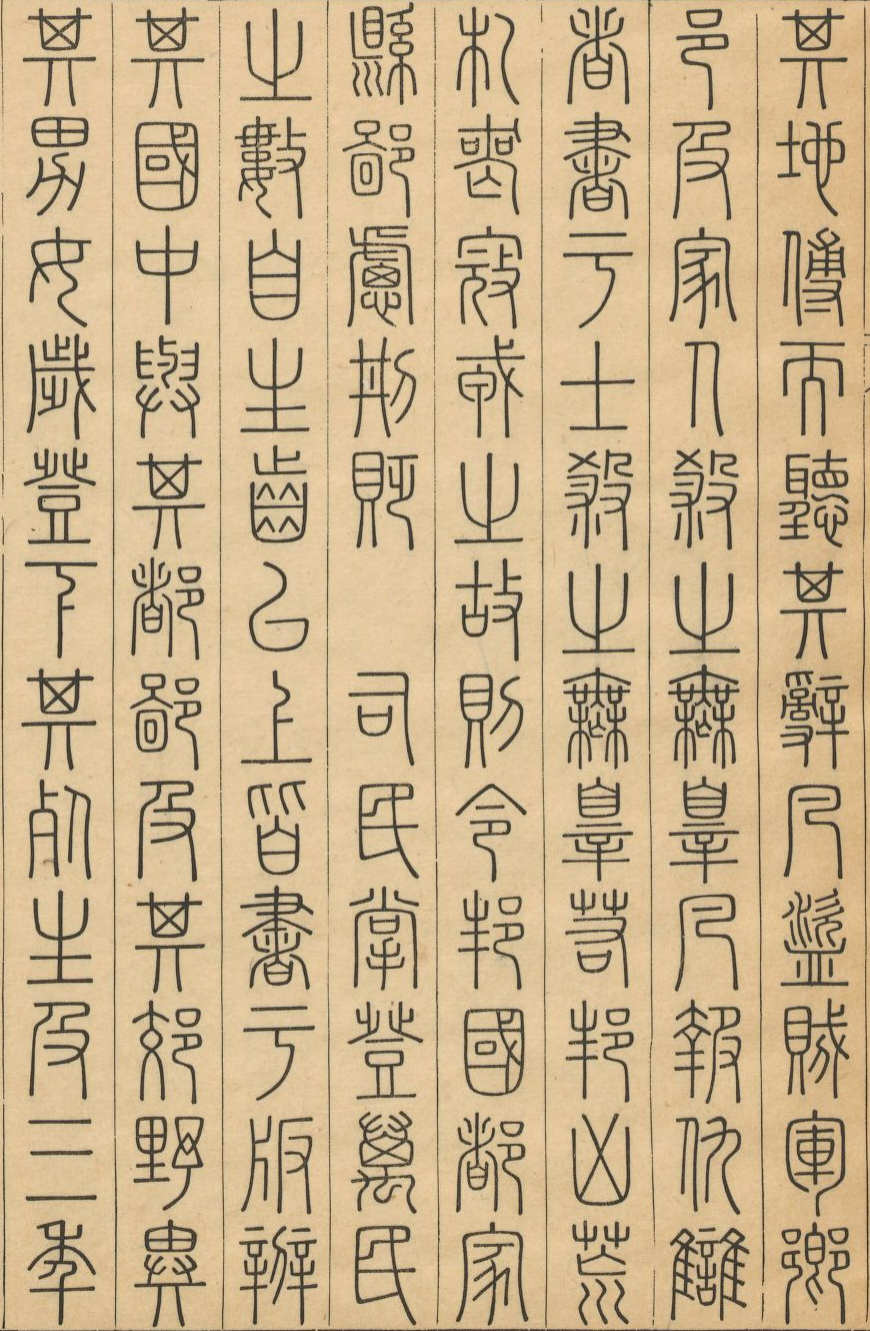 其地傅而聽其辭凡盜賊軍鄉
邑及家人殺之無辠凡報仇讎
者書于士殺之無辠若邦凶荒
札喪寇戎之故則令邦國都家
縣鄙慮刑貶　司民掌登萬民
之數自生齒以上皆書于版辨
其國中與其都鄙及其郊野異
其男女歲登下其死生及三年